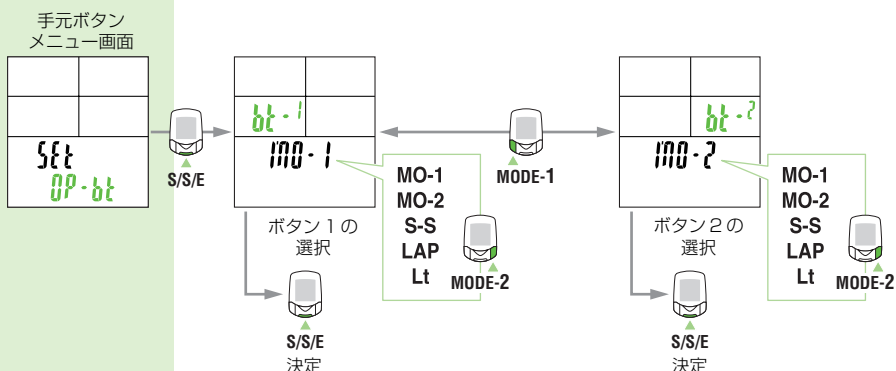 手元ボタン
メニュー画面
SEt
OP-bt
S/S/E
bt-1
MO-1
MO-1
MO-2
S-S
LAP
Lt
MODE-2
ボタン1の
選択
S/S/E
決定
MODE-1
bt-2
MO-2
MO-1
MO-2
S-S
LAP
Lt
MODE-2
ボタン2の
選択
S/S/E
決定